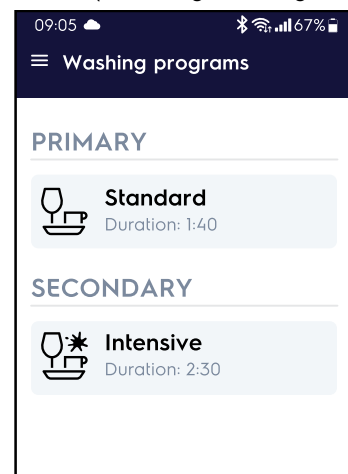 09:05 67%
Washing programs
PRIMARY
Standard
Duration: 1:40
SECONDARY
Intensive
Duration: 2:30